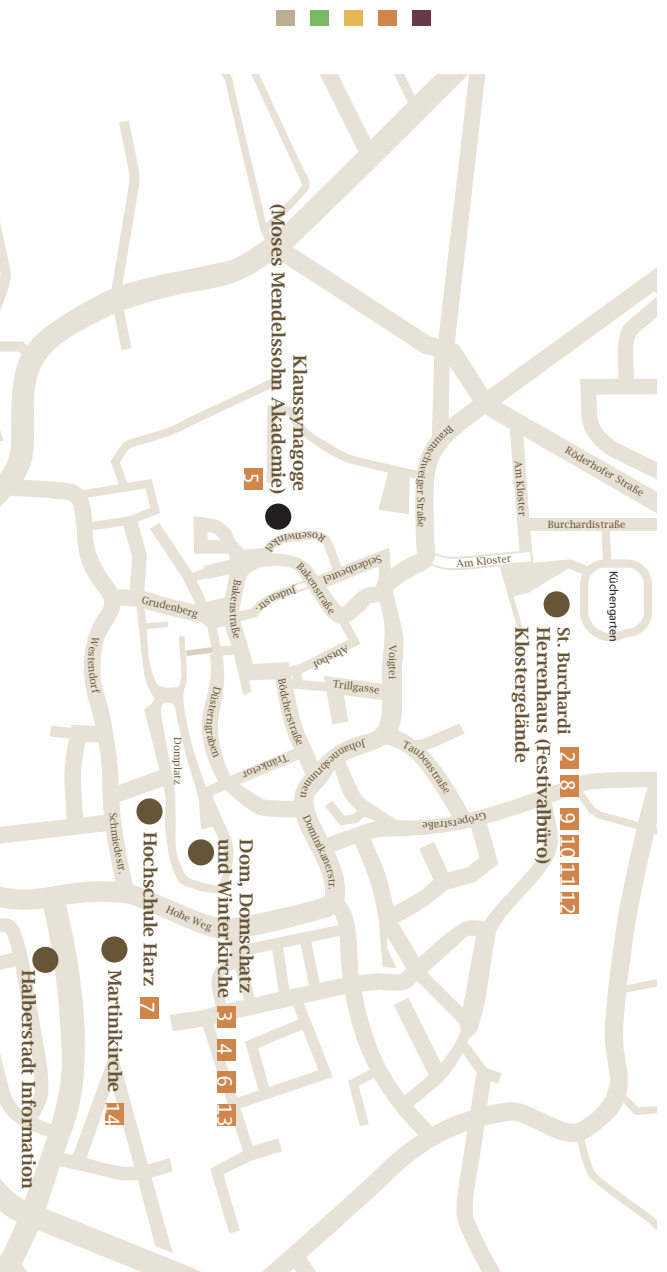 St. Burchardi
Herrenhaus (Festivalbüro)
Klostergelände
2 8 9 10 11 12
Küchengarten
Röderhofer Straße
Burchardistraße
Am Kloster
Am Kloster
Braunschweiger Straße
Klaussynagoge
(Moses Mendelssohn Akademie)
5
Rosenwinkel
Seidenbeutel
Bakenstraße
Judenstr.
Bakenstraße
Grudenberg
Abtshof
Voigtei
Trillgasse
Westendorf
Düsterngraben
Bödcherstraße
Johannesbrunnen
Taubenstraße
Domplatz
Tränketor
Gröperstraße
Dominikanerstr.
Schmiedestr.
Hohe Weg
Dom, Domschatz
und Winterkirche
3 4 6 13
Hochschule Harz 7
Martinikirche 14
Halberstadt Information